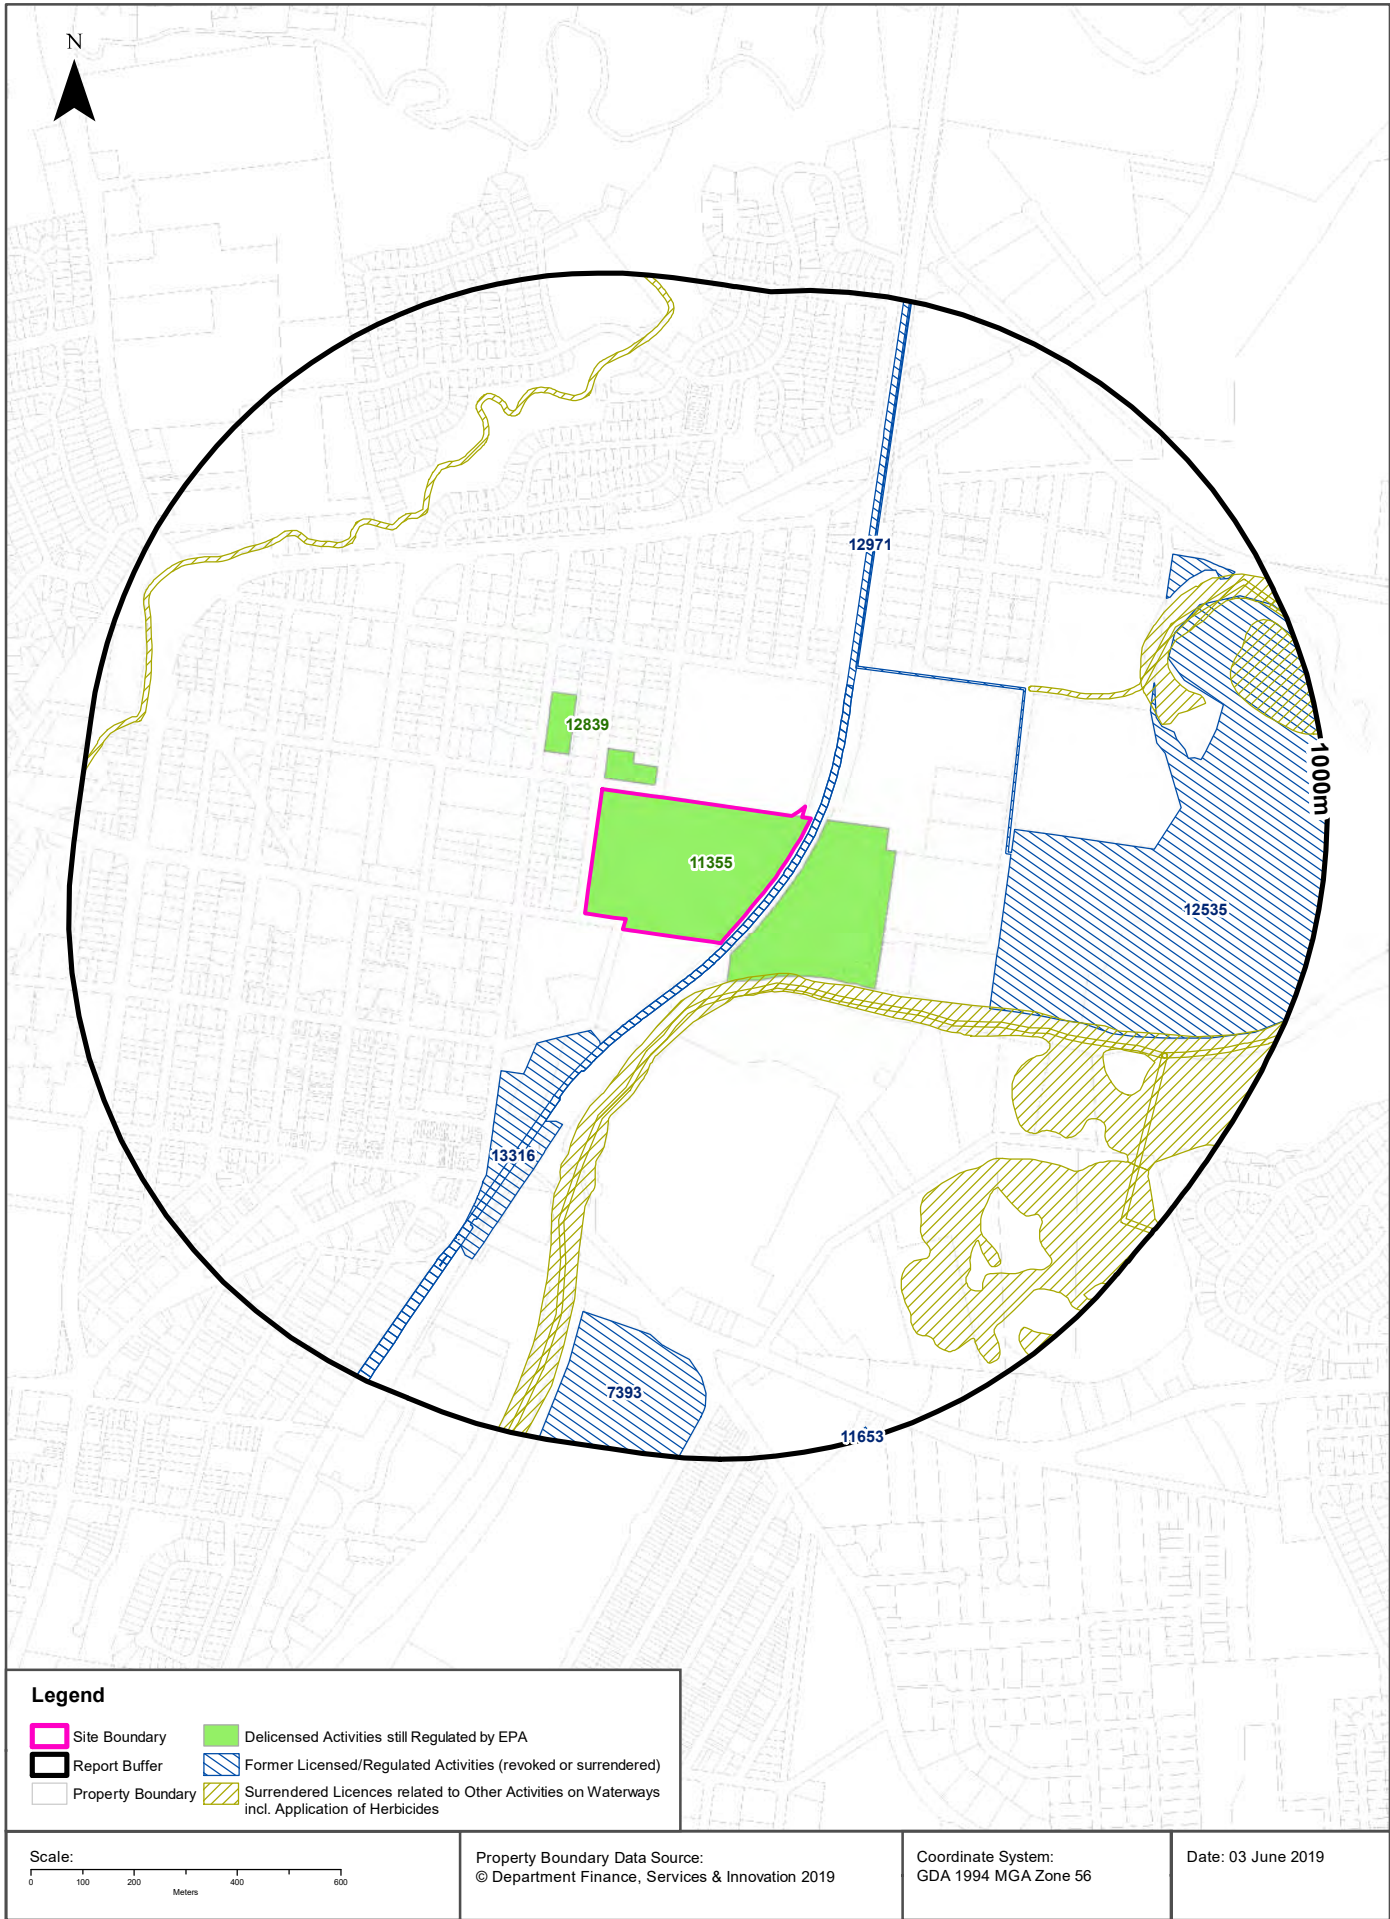 N
12971
12839
1000m
11355
12535
13316
7393
11653
Legend
Site Boundary
Report Buffer
Property Boundary
Delicensed Activities still Regulated by EPA
Former Licensed/Regulated Activities (revoked or surrendered)
Surrendered Licences related to Other Activities on Waterways
incl. Application of Herbicides
Scale:
0 100 200 400 600
Meters
Property Boundary Data Source:
© Department Finance, Services & Innovation 2019
Coordinate System:
GDA 1994 MGA Zone 56
Date: 03 June 2019